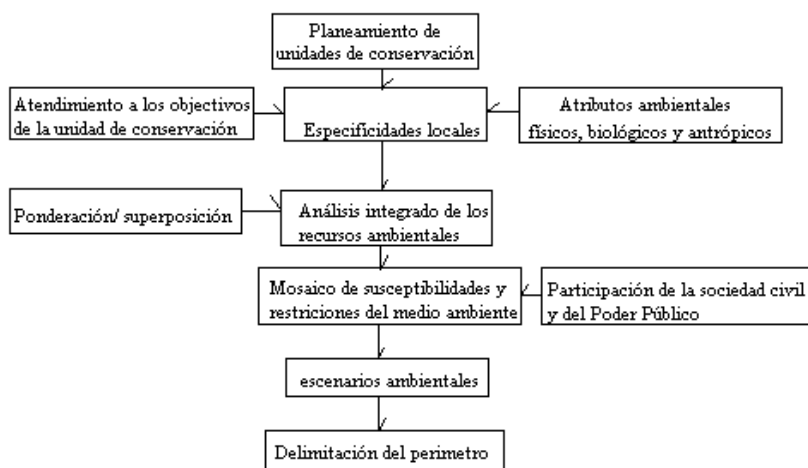 Planeamiento de
unidades de conservación
Atendimiento a los objectivos
de la unidad de conservación
Especificidades locales
Atributos ambientales
físicos, biológicos y antrópicos
Ponderación/ superposición
Análisis integrado de los
recursos ambientales
Mosaico de susceptibilidades y
restriciones del medio ambiente
Participación de la sociedad civil
y del Poder Público
escenarios ambientales
Delimitación del perimetro